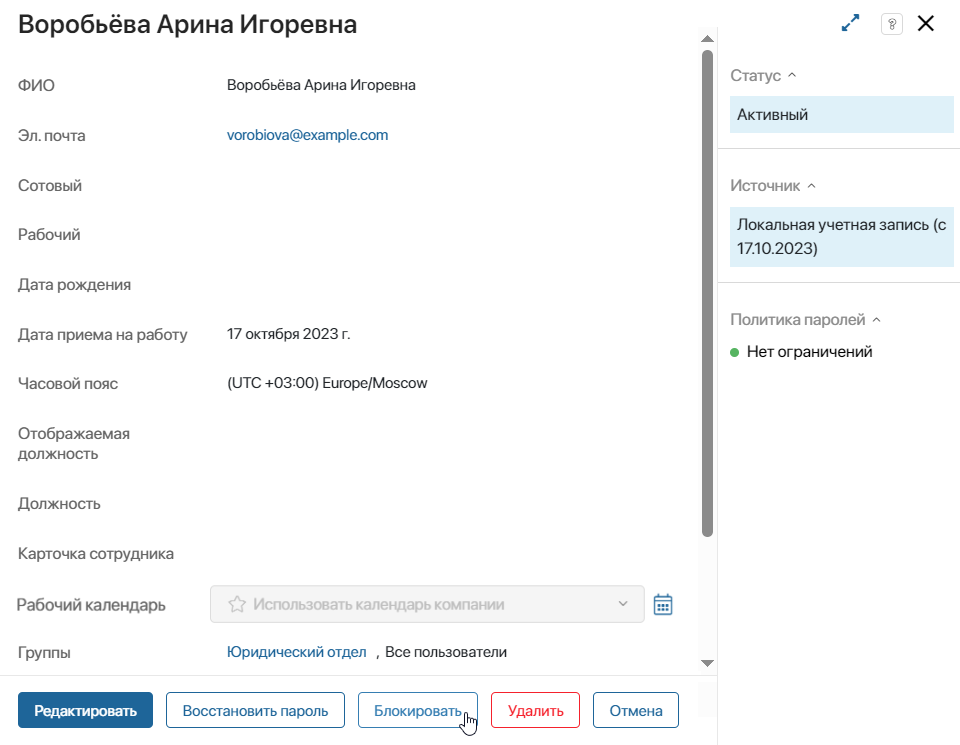 Воробьёва Арина Игоревна
?
ФИО Воробьёва Арина Игоревна
Эл. почта vorobiova@example.com
Сотовый
Рабочий
Дата рождения
Дата приема на работу 17 октября 2023 г.
Часовой пояс (UTC +03:00) Europe/Moscow
Отображаемая
должность
Должность
Карточка сотрудника
Рабочий календарь Использовать календарь компании
Группы Юридический отдел , Все пользователи
Редактировать Восстановить пароль Блокировать Удалить Отмена
Статус
Активный
Источник
Локальная учетная запись (с
17.10.2023)
Политика паролей
Нет ограничений